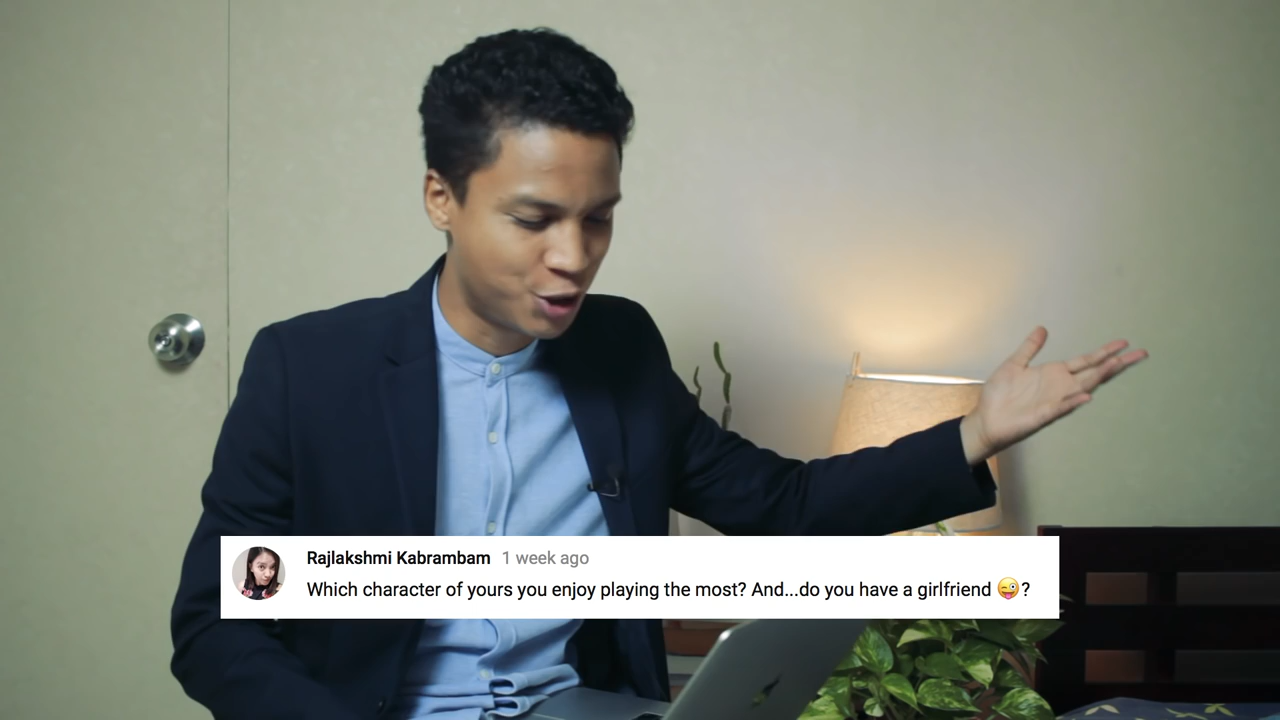 Rajlakshmi Kabrambam 1 week ago
Which character of yours you enjoy playing the most? And...do you have a girlfriend 😜?